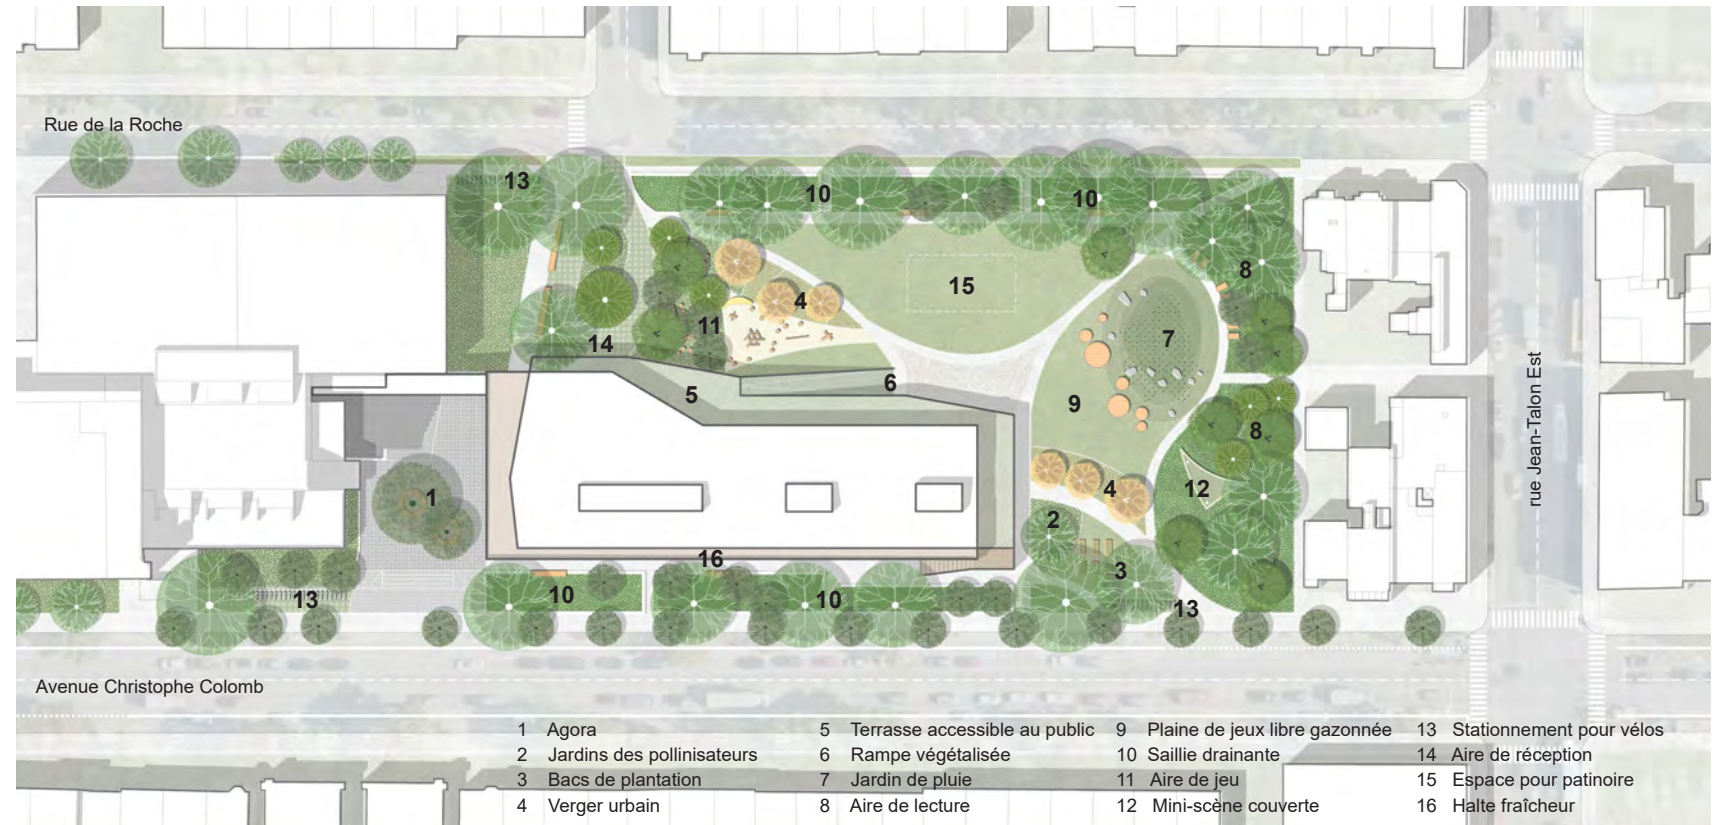 Rue de la Roche
13
10
10
8
4
15
11
7
14
5
6
9
8
4
12
1
2
16
3
13
10
10
13
rue Jean-Talon Est
Avenue Christophe Colomb
1 Agora
2 Jardins des pollinisateurs
3 Bacs de plantation
4 Verger urbain
5 Terrasse accessible au public
6 Rampe végétalisée
7 Jardin de pluie
8 Aire de lecture
9 Plaine de jeux libre gazonnée
10 Saillie drainante
11 Aire de jeu
12 Mini-scène couverte
13 Stationnement pour vélos
14 Aire de réception
15 Espace pour patinoire
16 Halte fraîcheur